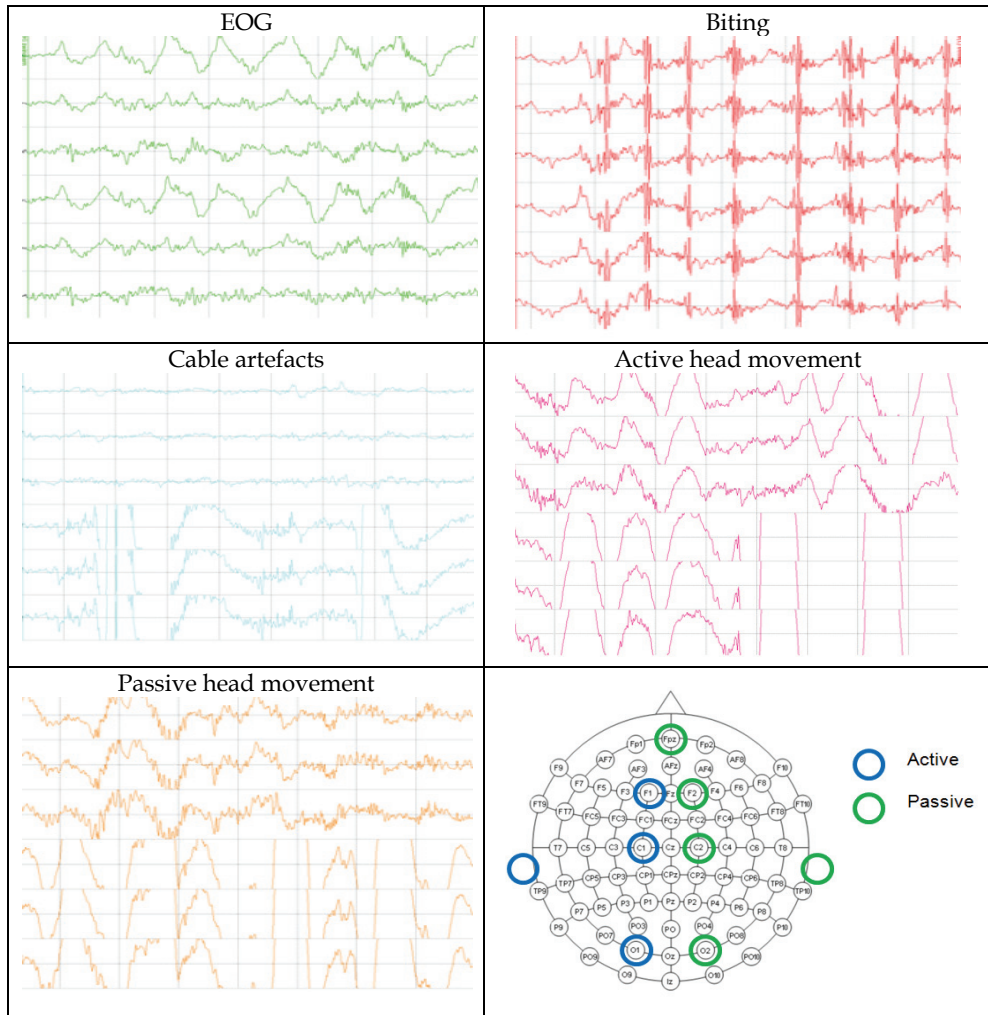 EOG
Biting
Cable artefacts
Active head movement
Passive head movement
Fp1 Fpz Fp2
AF7 AF3 AFz AF4 AF8
F9 F7 F5 F3 F1 Fz F2 F4 F6 F8 F10
FT9 FT7 FC5 FC3 FC1 FCz FC2 FC4 FC6 FT8 FT10
T7 C5 C3 C1 Cz C2 C4 C6 T8
TP9 TP7 CP5 CP3 CP1 CPz CP2 CP4 CP6 TP8 TP10
P9 P7 P5 P3 P1 Pz P2 P4 P6 P8 P10
PO9 PO7 PO3 PO PO4 PO8 PO10
O1 Oz O2
O9 Iz O10
Active
Passive